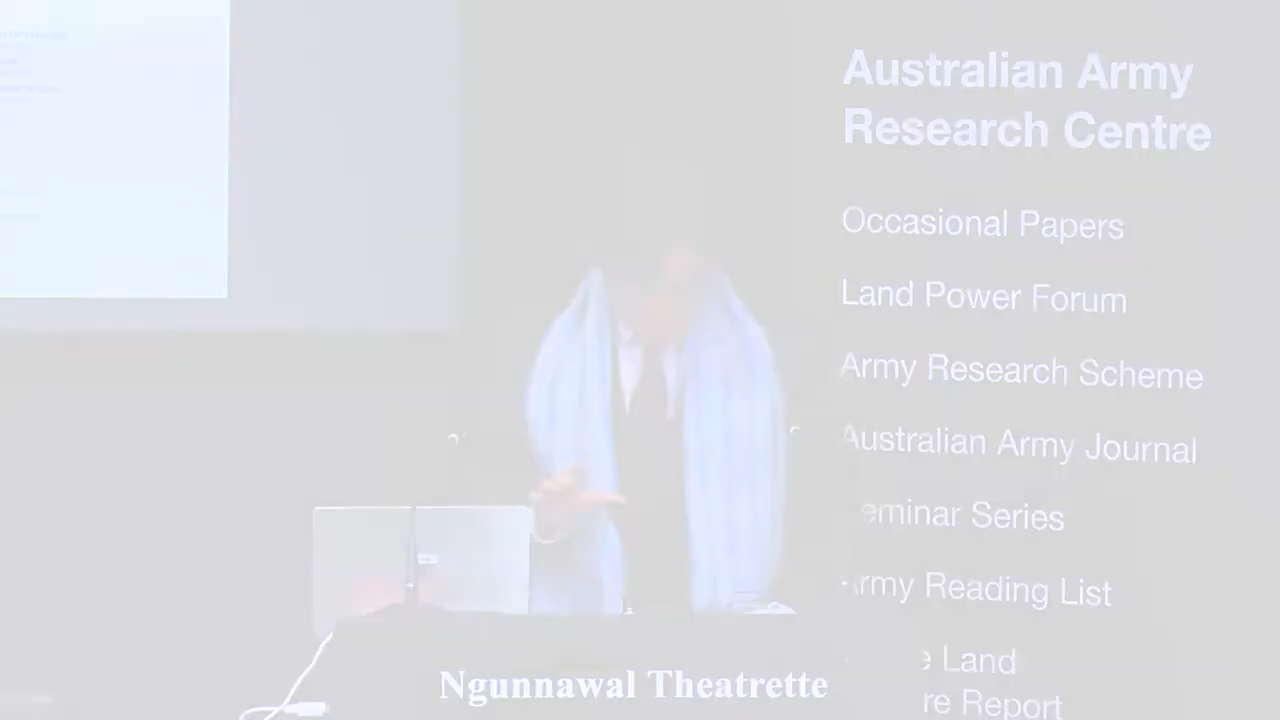 Australian Army
Research Centre
Occasional Papers
Land Power Forum
Army Research Scheme
Australian Army Journal
eminar Series
rmy Reading List
Land
re Report
Ngunnawal Theatrette